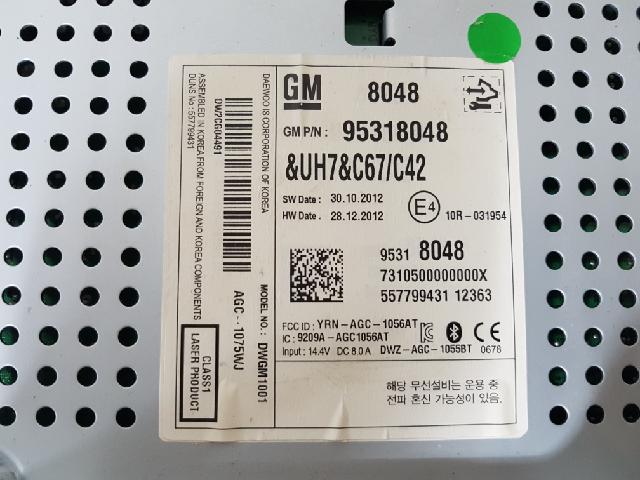 GM 8048
GM P/N: 95318048
&UH7&C67/C42
SW Date: 30.10.2012
HW Date: 28.12.2012
E4 10R-031954
9531 8048
7310500000000X
557799431 12363
FCC ID: YRN-AGC-1056AT
IC: 9209A-AGC1056AT
Input: 14.4V DC 8.0A DWZ-AGC-1055BT 0678
해당 무선설비는 운용 중
전파 혼신 가능성이 있음.
DAEWOO IS CORPORATION OF KOREA
MODEL NO.: DWGM11001
DW2CG04491
AGC-1075WJ
ASSEMBLED IN KOREA FROM FOREIGN AND KOREA COMPONENTS
DUNS No: 557799431
CLASS1
LASER PRODUCT